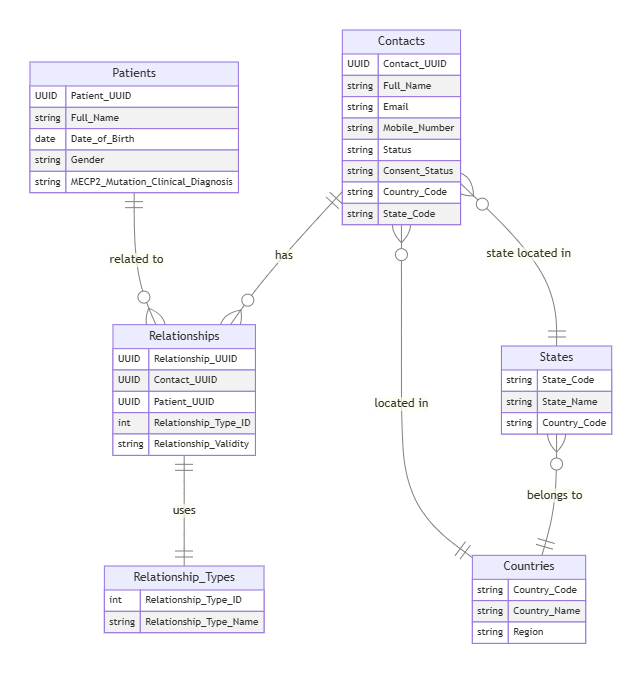 Contacts
UUID Contact_UUID
string Full_Name
string Email
string Mobile_Number
string Status
string Consent_Status
string Country_Code
string State_Code
Patients
UUID Patient_UUID
string Full_Name
date Date_of_Birth
string Gender
string MECP2_Mutation_Clinical_Diagnosis
related to
has
state located in
Relationships
UUID Relationship_UUID
UUID Contact_UUID
UUID Patient_UUID
int Relationship_Type_ID
string Relationship_Validity
located in
States
string State_Code
string State_Name
string Country_Code
uses
belongs to
Relationship_Types
int Relationship_Type_ID
string Relationship_Type_Name
Countries
string Country_Code
string Country_Name
string Region